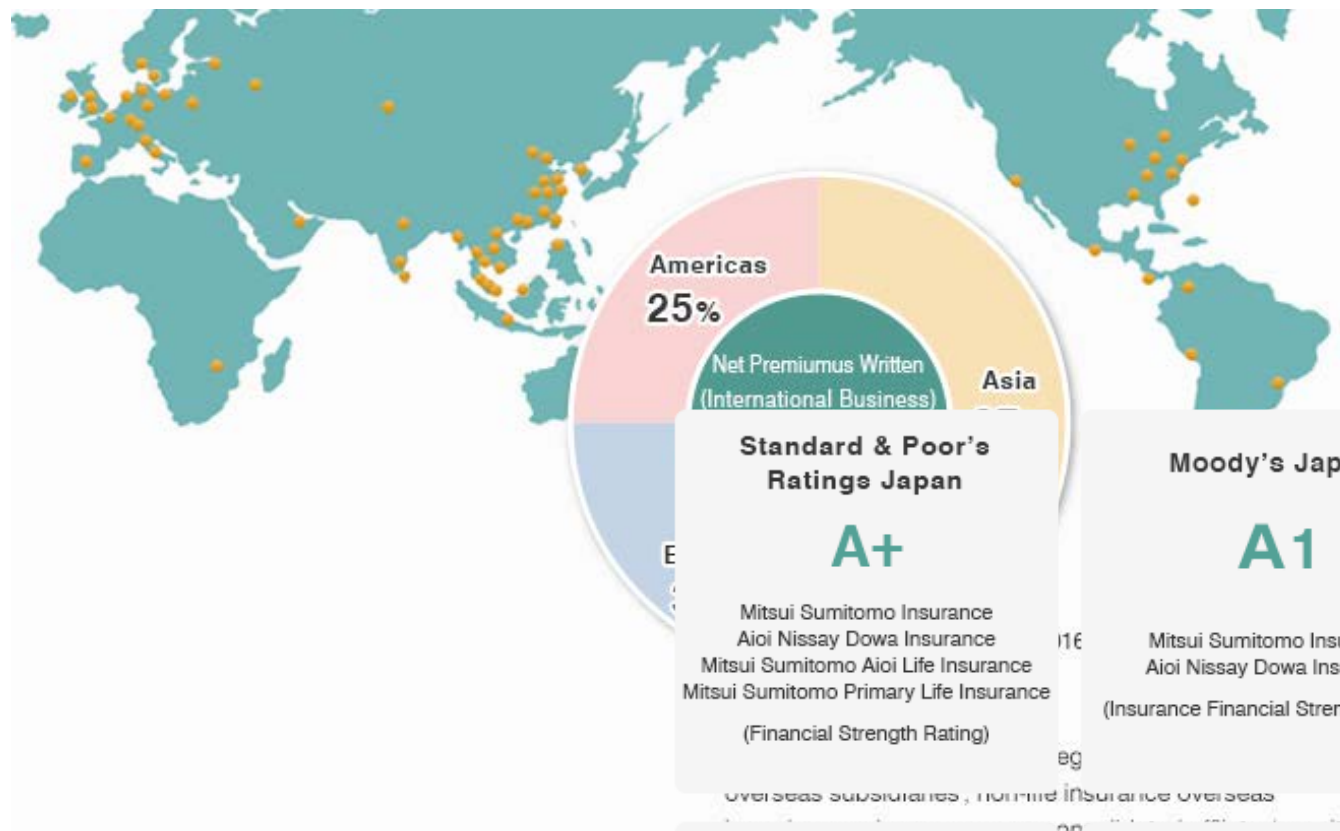 Americas
25%
Net Premiumus Written
(International Business)
Asia
Standard & Poor's
Ratings Japan
A+
Mitsui Sumitomo Insurance
Aioi Nissay Dowa Insurance
Mitsui Sumitomo Aioi Life Insurance
Mitsui Sumitomo Primary Life Insurance
(Financial Strength Rating)
Moody's Jap
A1
Mitsui Sumitomo Insu
Aioi Nissay Dowa Ins
(Insurance Financial Stren
overseas subsidiaries, non-life insurance overseas